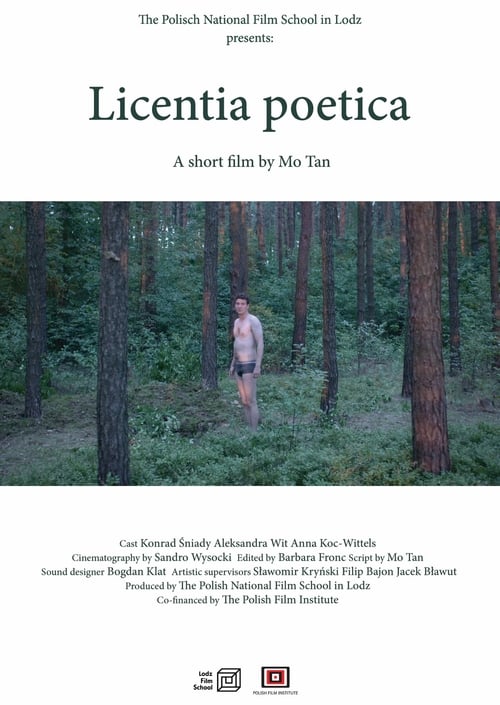 The Polisch National Film School in Lodz
presents:
Licentia poetica
A short film by Mo Tan
Cast Konrad Śniady Aleksandra Wit Anna Koc-Wittels
Cinematography by Sandro Wysocki Edited by Barbara Fronc Script by Mo Tan
Sound designer Bogdan Klat Artistic supervisors Sławomir Kryński Filip Bajon Jacek Bławut
Produced by The Polish National Film School in Lodz
Co-financed by The Polish Film Institute
Lodz
Film
School
POLISH FILM INSTITUTE